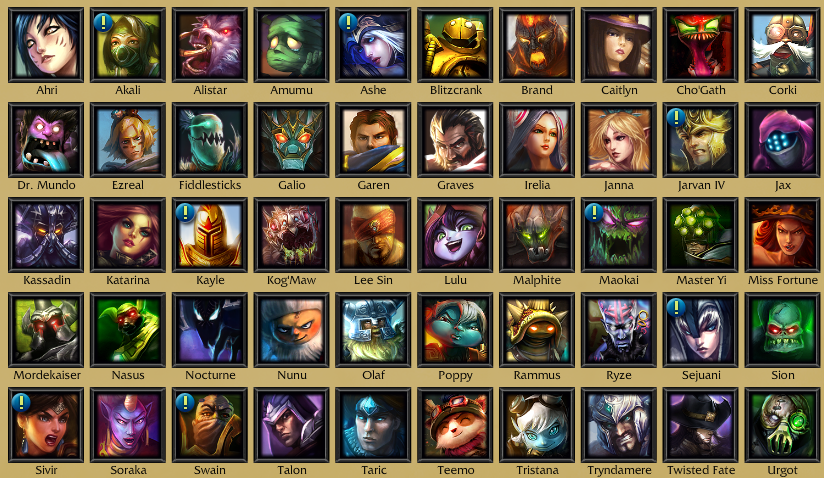 Ahri Akali Alistar Amumu Ashe Blitzcrank Brand Caitlyn Cho'Gath Corki
Dr. Mundo Ezreal Fiddlesticks Galio Garen Graves Irelia Janna Jarvan IV Jax
Kassadin Katarina Kayle Kog'Maw Lee Sin Lulu Malphite Maokai Master Yi Miss Fortune
Mordekaiser Nasus Nocturne Nunu Olaf Poppy Rammus Ryze Sejuani Sion
Sivir Soraka Swain Talon Taric Teemo Tristana Tryndamere Twisted Fate Urgot